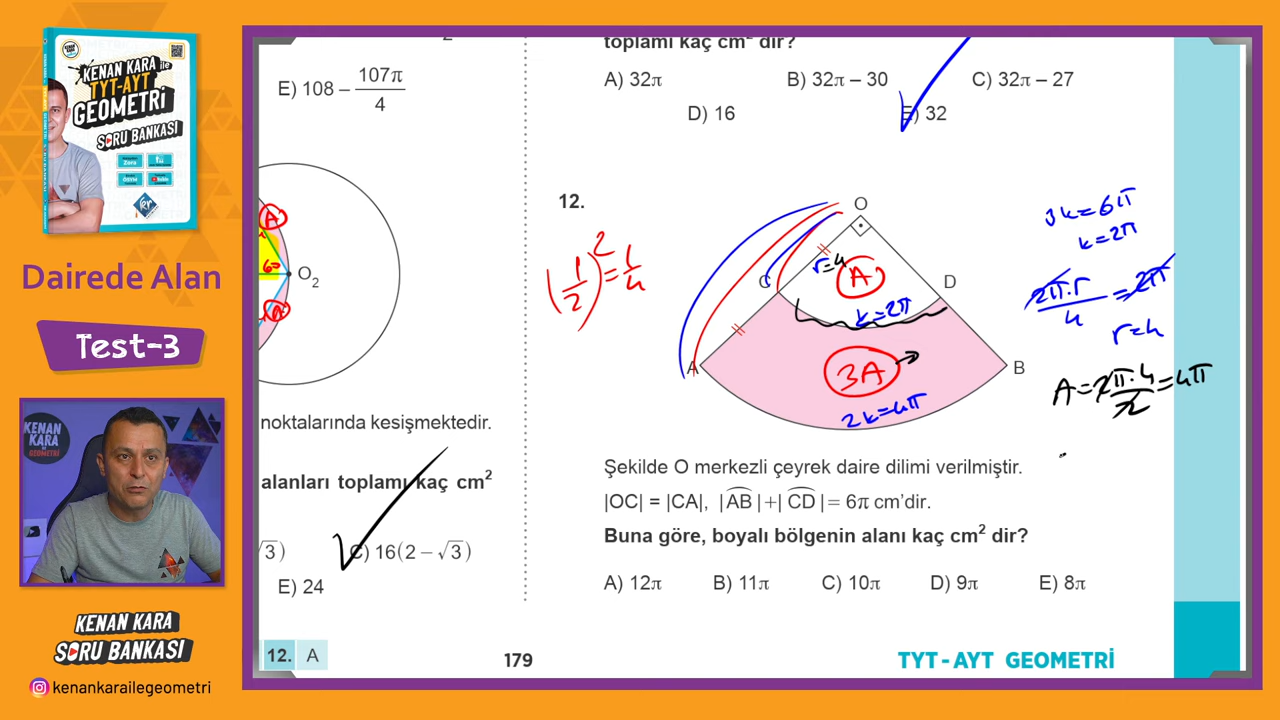 KENAN KARA ile
TYT-AYT
GEOMETRİ
SORU BANKASI
Dairede Alan
Test-3
KENAN KARA
SORU BANKASI
kenankarailegeometri
E) 108 – 107π/4
A
60
O2
A
noktalarında kesişmektedir.
alanları toplamı kaç cm²
√3)
C) 16(2 – √3)
E) 24
12. A
179
toplamı kaç cm² dir?
A) 32π
B) 32π – 30
C) 32π – 27
D) 16
E) 32
12.
(1/2)² = 1/4
O
r=4
A
C
D
k=2π
A
B
3A
2k=4π
3k=6π
k=2π
2π·r/4 = 2π
r=4
A = 2π·4/2 = 4π
Şekilde O merkezli çeyrek daire dilimi verilmiştir.
|OC| = |CA|, |AB| + |CD| = 6π cm'dir.
Buna göre, boyalı bölgenin alanı kaç cm² dir?
A) 12π
B) 11π
C) 10π
D) 9π
E) 8π
TYT - AYT GEOMETRİ